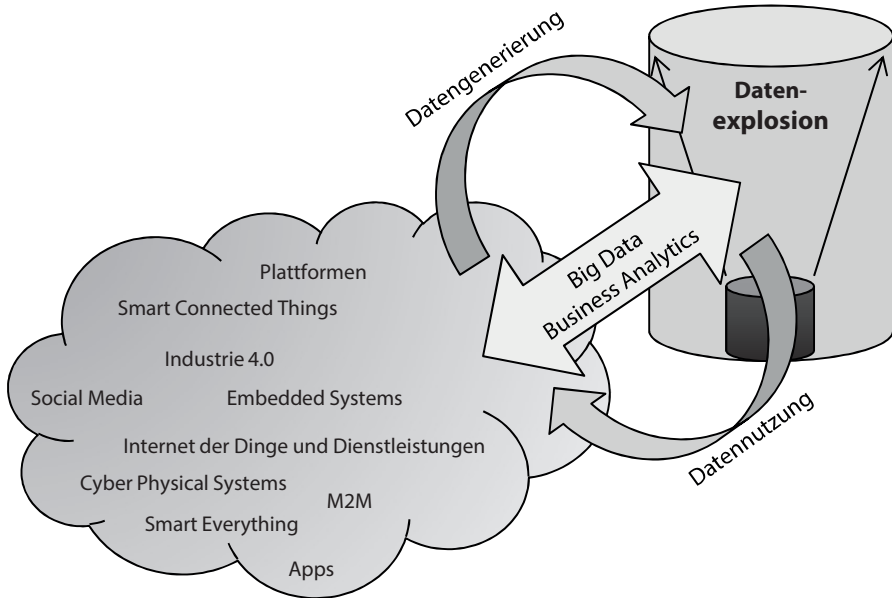 Datengenerierung
Daten-
explosion
Big Data
Business Analytics
Plattformen
Smart Connected Things
Industrie 4.0
Social Media
Embedded Systems
Internet der Dinge und Dienstleistungen
Cyber Physical Systems
M2M
Smart Everything
Apps
Datennutzung